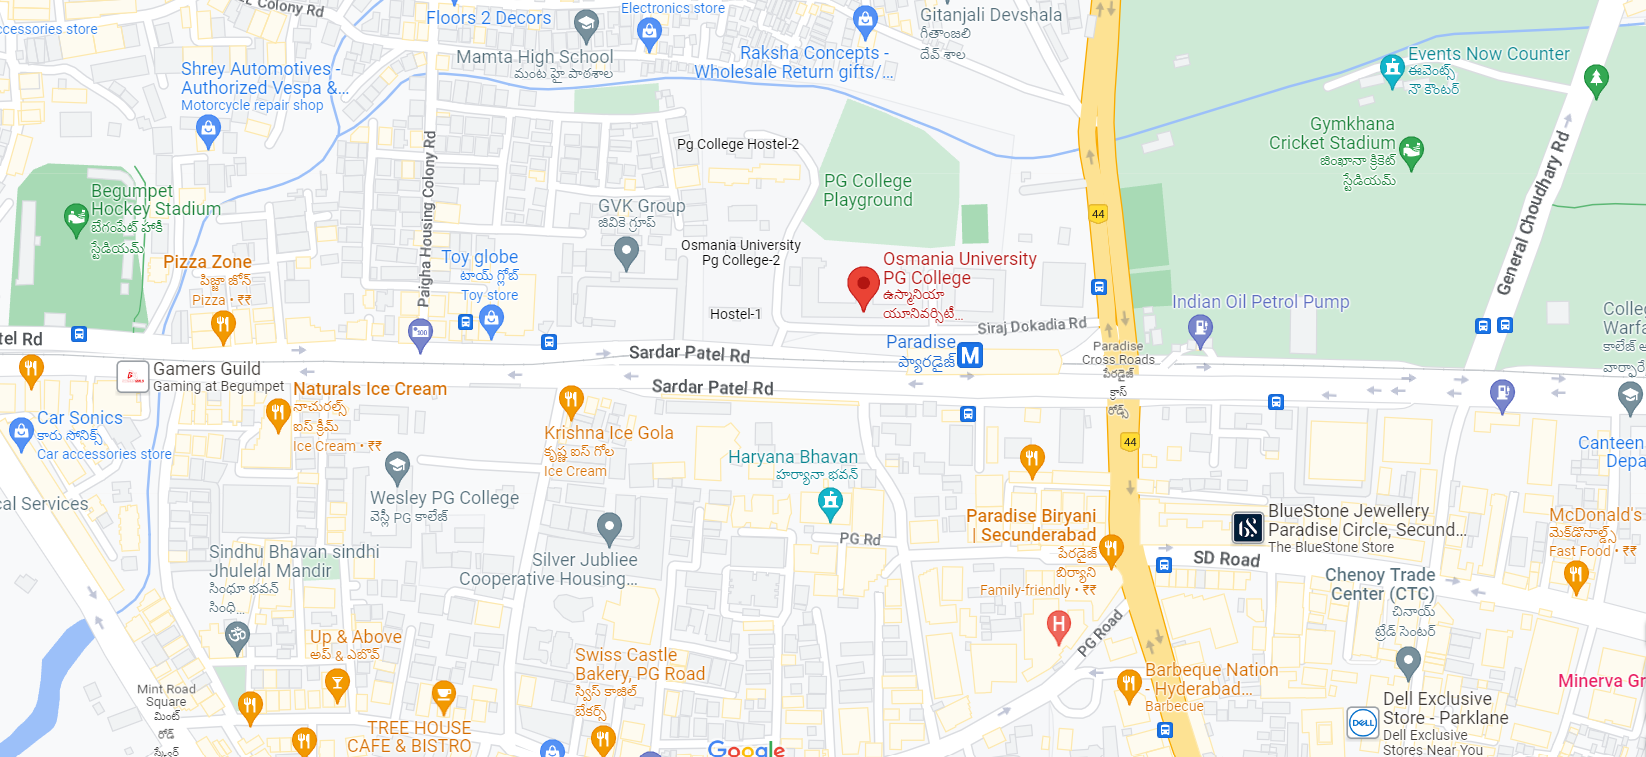 L Colony Rd
ccessories store
Floors 2 Decors
Electronics store
Mamta High School
మంట హై పాఠశాల
Raksha Concepts -
Wholesale Return gifts/...
Gitanjali Devshala
గీతాంజలి
దేవ్ శాల
Events Now Counter
ఈవెంట్స్
నౌ కౌంటర్
Shrey Automotives -
Authorized Vespa &...
Motorcycle repair shop
Gymkhana
Cricket Stadium
జింఖానా క్రికెట్
స్టేడియమ్
General Choudhary Rd
Paigha Housing Colony Rd
Pg College Hostel-2
PG College
Playground
Begumpet
Hockey Stadium
బేగంపేట్ హాకీ
స్టేడియమ్
GVK Group
జివికె గ్రూప్
44
Osmania University
Pg College-2
Osmania University
PG College
ఉస్మానియా
యూనివర్సిటీ...
Pizza Zone
పిజ్జా జోన్
Pizza • ₹₹
Toy globe
టాయ్ గ్లోబ్
Toy store
Indian Oil Petrol Pump
Colleg
Warfa
కాలేజ్ ఆ
వార్ఫారే
Hostel-1
Siraj Dokadia Rd
Paradise
ప్యారడైజ్
M
Paradise
Cross Roads
పేరడైజ్
క్రాస్
రోడ్స్
tel Rd
Sardar Patel Rd
Sardar Patel Rd
Gamers Guild
Gaming at Begumpet
Naturals Ice Cream
నాచురల్స్
ఐస్ క్రీమ్
Ice Cream • ₹₹
Car Sonics
కారు సోనిక్స్
Car accessories store
Krishna Ice Gola
కృష్ణ ఐస్ గోల
Ice Cream
44
Haryana Bhavan
హర్యానా భవన్
Canteen
Depa
Wesley PG College
వెస్లీ PG కాలేజ్
cal Services
Paradise Biryani
| Secunderabad
పేరడైజ్
బిర్యాని
Family-friendly • ₹₹
BlueStone Jewellery
Paradise Circle, Secund...
The BlueStone Store
McDonald's
మెక్‌డొనాల్డ్స్
Fast Food • ₹₹
PG Rd
SD Road
Sindhu Bhavan sindhi
Jhulelal Mandir
సింధూ భవన్
సింధి...
Silver Jubliee
Cooperative Housing...
Chenoy Trade
Center (CTC)
చినాయ్
ట్రేడ్ సెంటర్
H
PG Road
Up & Above
అప్ & ఎబొవ్
Swiss Castle
Bakery, PG Road
స్విస్ కాజిల్
బేకర్స్
Barbeque Nation
- Hyderabad...
Barbecue
Minerva Gr
Mint Road
Square
మింట్
రోడ్
స్క్వేర్
TREE HOUSE
CAFE & BISTRO
DELL
Dell Exclusive
Store - Parklane
Dell Exclusive
Stores Near You
Google